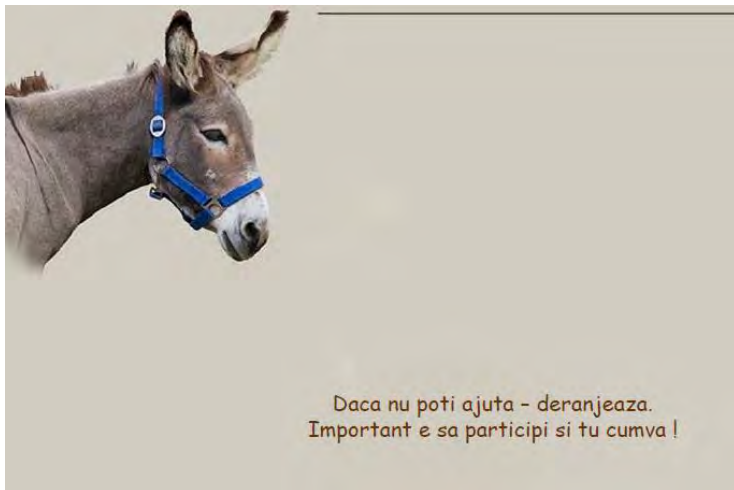 Daca nu poti ajuta – deranjeaza.
Important e sa participi si tu cumva !